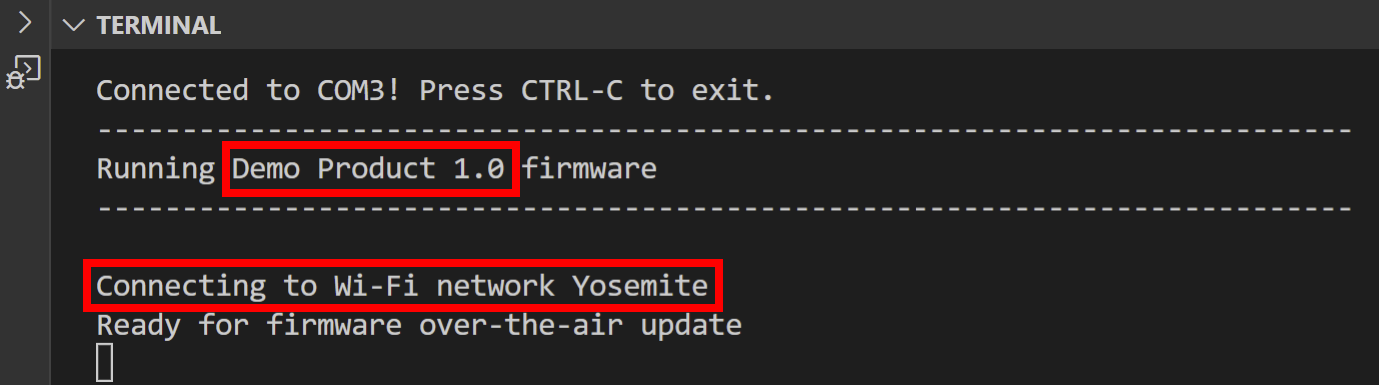 TERMINAL
Connected to COM3! Press CTRL-C to exit.
--------------------------------------------------------------------------
Running Demo Product 1.0 firmware
--------------------------------------------------------------------------
Connecting to Wi-Fi network Yosemite
Ready for firmware over-the-air update